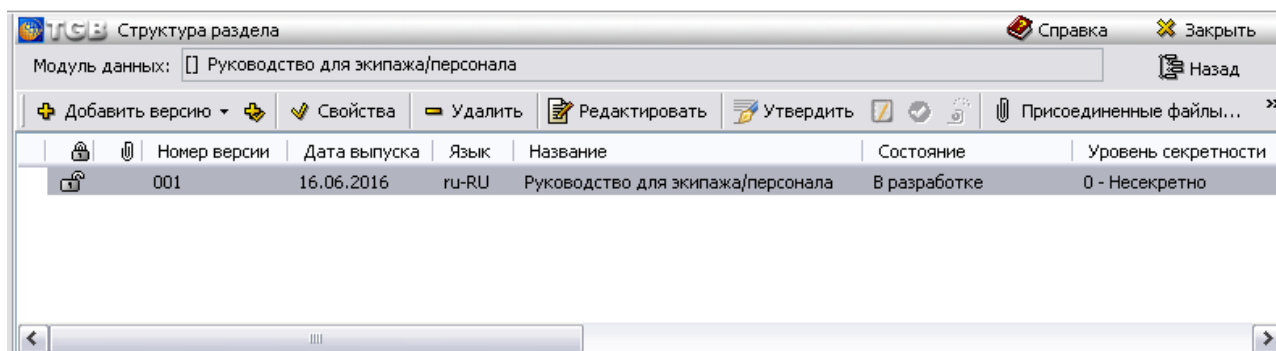 TGB Структура раздела Справка Закрыть
Модуль данных: [] Руководство для экипажа/персонала Назад
Добавить версию Свойства Удалить Редактировать Утвердить Присоединенные файлы... »
Номер версии Дата выпуска Язык Название Состояние Уровень секретности
001 16.06.2016 ru-RU Руководство для экипажа/персонала В разработке 0 - Несекретно